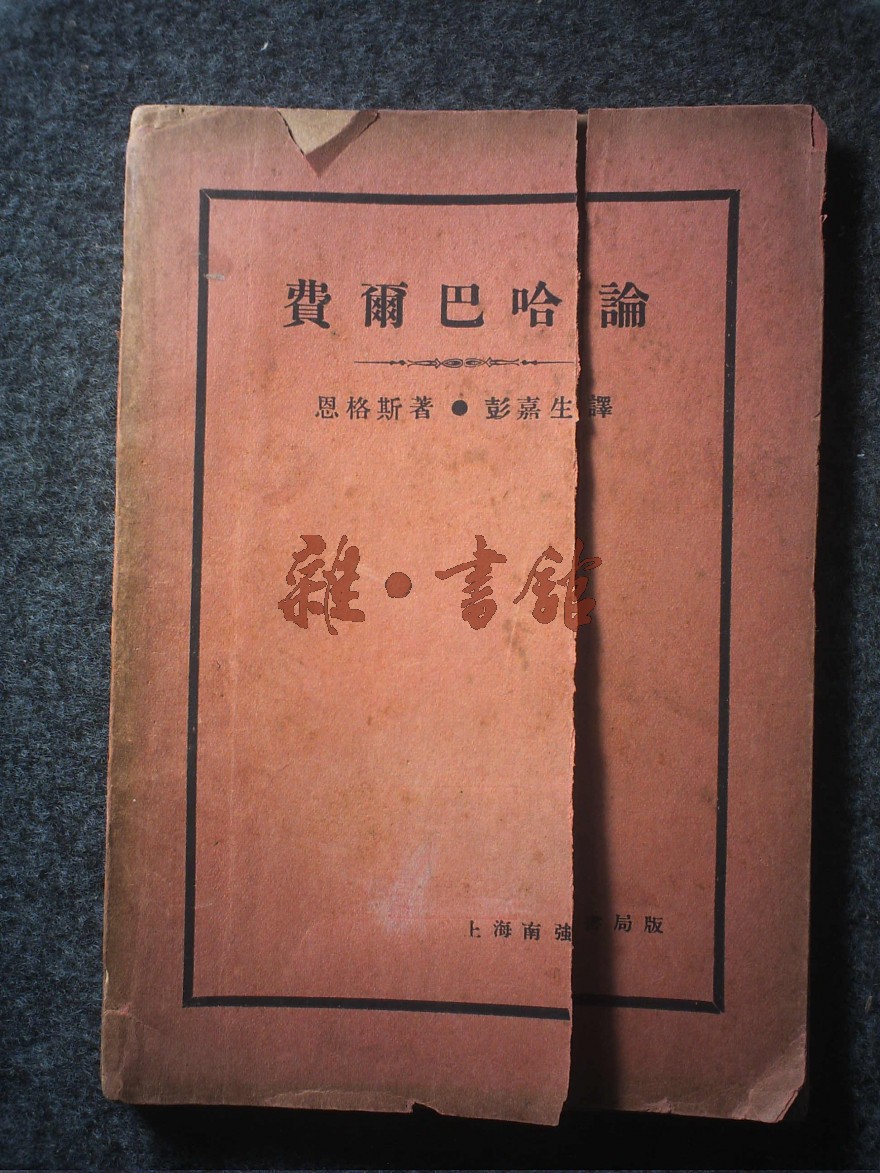 費爾巴哈論
恩格斯著●彭嘉生譯
雜·書館
上海南強書局版